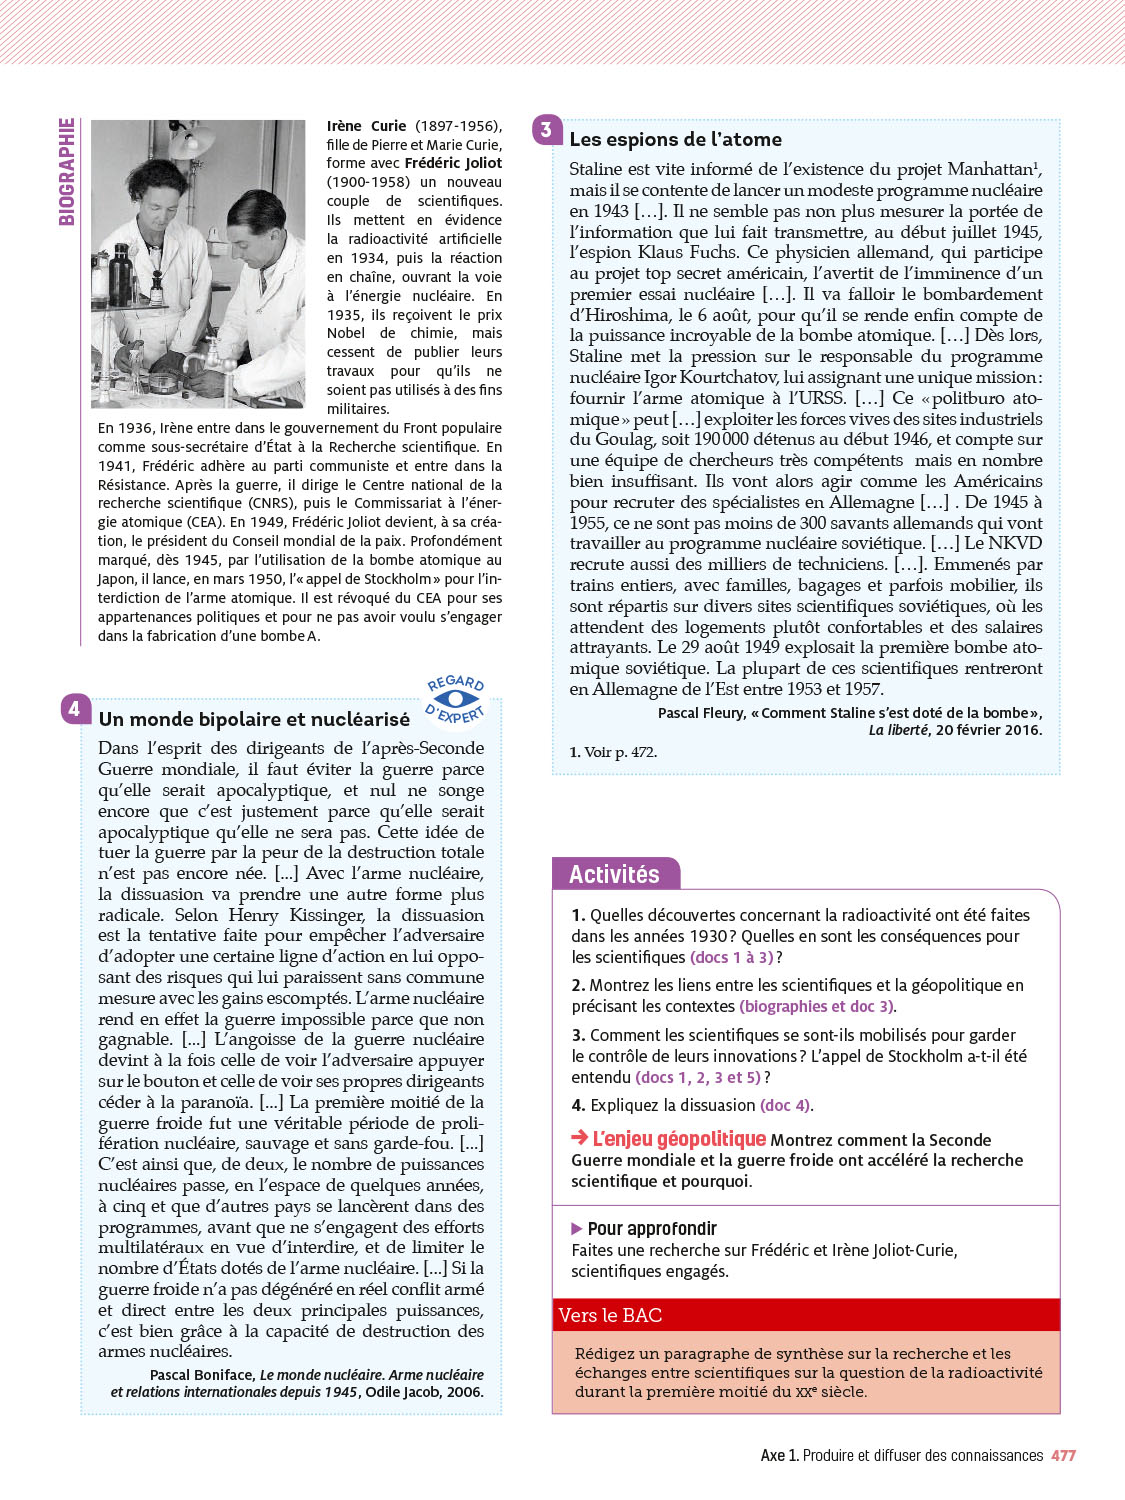 BIOGRAPHIE
Irène Curie (1897-1956),
fille de Pierre et Marie Curie,
forme avec Frédéric Joliot
(1900-1958) un nouveau
couple de scientifiques.
Ils mettent en évidence
la radioactivité artificielle
en 1934, puis la réaction
en chaîne, ouvrant la voie
à l'énergie nucléaire. En
1935, ils reçoivent le prix
Nobel de chimie, mais
cessent de publier leurs
travaux pour qu'ils ne
soient pas utilisés à des fins
militaires.
En 1936, Irène entre dans le gouvernement du Front populaire
comme sous-secrétaire d'État à la Recherche scientifique. En
1941, Frédéric adhère au parti communiste et entre dans la
Résistance. Après la guerre, il dirige le Centre national de la
recherche scientifique (CNRS), puis le Commissariat à l'éner-
gie atomique (CEA). En 1949, Frédéric Joliot devient, à sa créa-
tion, le président du Conseil mondial de la paix. Profondément
marqué, dès 1945, par l'utilisation de la bombe atomique au
Japon, il lance, en mars 1950, l'« appel de Stockholm » pour l'in-
terdiction de l'arme atomique. Il est révoqué du CEA pour ses
appartenances politiques et pour ne pas avoir voulu s'engager
dans la fabrication d'une bombe A.
4
Un monde bipolaire et nucléarisé
REGARD
D'EXPERT
Dans l'esprit des dirigeants de l'après-Seconde
Guerre mondiale, il faut éviter la guerre parce
qu'elle serait apocalyptique, et nul ne songe
encore que c'est justement parce qu'elle serait
apocalyptique qu'elle ne sera pas. Cette idée de
tuer la guerre par la peur de la destruction totale
n'est pas encore née. [...] Avec l'arme nucléaire,
la dissuasion va prendre une autre forme plus
radicale. Selon Henry Kissinger, la dissuasion
est la tentative faite pour empêcher l'adversaire
d'adopter une certaine ligne d'action en lui oppo-
sant des risques qui lui paraissent sans commune
mesure avec les gains escomptés. L'arme nucléaire
rend en effet la guerre impossible parce que non
gagnable. [...] L'angoisse de la guerre nucléaire
devint à la fois celle de voir l'adversaire appuyer
sur le bouton et celle de voir ses propres dirigeants
céder à la paranoïa. [...] La première moitié de la
guerre froide fut une véritable période de proli-
fération nucléaire, sauvage et sans garde-fou. [...]
C'est ainsi que, de deux, le nombre de puissances
nucléaires passe, en l'espace de quelques années,
à cinq et que d'autres pays se lancèrent dans des
programmes, avant que ne s'engagent des efforts
multilatéraux en vue d'interdire, et de limiter le
nombre d'États dotés de l'arme nucléaire. [...] Si la
guerre froide n'a pas dégénéré en réel conflit armé
et direct entre les deux principales puissances,
c'est bien grâce à la capacité de destruction des
armes nucléaires.
Pascal Boniface, Le monde nucléaire. Arme nucléaire
et relations internationales depuis 1945, Odile Jacob, 2006.
3
Les espions de l'atome
Staline est vite informé de l'existence du projet Manhattan¹,
mais il se contente de lancer un modeste programme nucléaire
en 1943 […]. Il ne semble pas non plus mesurer la portée de
l'information que lui fait transmettre, au début juillet 1945,
l'espion Klaus Fuchs. Ce physicien allemand, qui participe
au projet top secret américain, l'avertit de l'imminence d'un
premier essai nucléaire […]. Il va falloir le bombardement
d'Hiroshima, le 6 août, pour qu'il se rende enfin compte de
la puissance incroyable de la bombe atomique. […] Dès lors,
Staline met la pression sur le responsable du programme
nucléaire Igor Kourtchatov, lui assignant une unique mission :
fournir l'arme atomique à l'URSS. […] Ce « politburo ato-
mique » peut […] exploiter les forces vives des sites industriels
du Goulag, soit 190 000 détenus au début 1946, et compte sur
une équipe de chercheurs très compétents mais en nombre
bien insuffisant. Ils vont alors agir comme les Américains
pour recruter des spécialistes en Allemagne […] . De 1945 à
1955, ce ne sont pas moins de 300 savants allemands qui vont
travailler au programme nucléaire soviétique. […] Le NKVD
recrute aussi des milliers de techniciens. […]. Emmenés par
trains entiers, avec familles, bagages et parfois mobilier, ils
sont répartis sur divers sites scientifiques soviétiques, où les
attendent des logements plutôt confortables et des salaires
attrayants. Le 29 août 1949 explosait la première bombe ato-
mique soviétique. La plupart de ces scientifiques rentreront
en Allemagne de l'Est entre 1953 et 1957.
Pascal Fleury, « Comment Staline s'est doté de la bombe »,
La liberté, 20 février 2016.
1. Voir p. 472.
Activités
1. Quelles découvertes concernant la radioactivité ont été faites
dans les années 1930 ? Quelles en sont les conséquences pour
les scientifiques (docs 1 à 3) ?
2. Montrez les liens entre les scientifiques et la géopolitique en
précisant les contextes (biographies et doc 3).
3. Comment les scientifiques se sont-ils mobilisés pour garder
le contrôle de leurs innovations ? L'appel de Stockholm a-t-il été
entendu (docs 1, 2, 3 et 5) ?
4. Expliquez la dissuasion (doc 4).
➔ L'enjeu géopolitique Montrez comment la Seconde
Guerre mondiale et la guerre froide ont accéléré la recherche
scientifique et pourquoi.
▶ Pour approfondir
Faites une recherche sur Frédéric et Irène Joliot-Curie,
scientifiques engagés.
Vers le BAC
Rédigez un paragraphe de synthèse sur la recherche et les
échanges entre scientifiques sur la question de la radioactivité
durant la première moitié du XXe siècle.
Axe 1. Produire et diffuser des connaissances 477